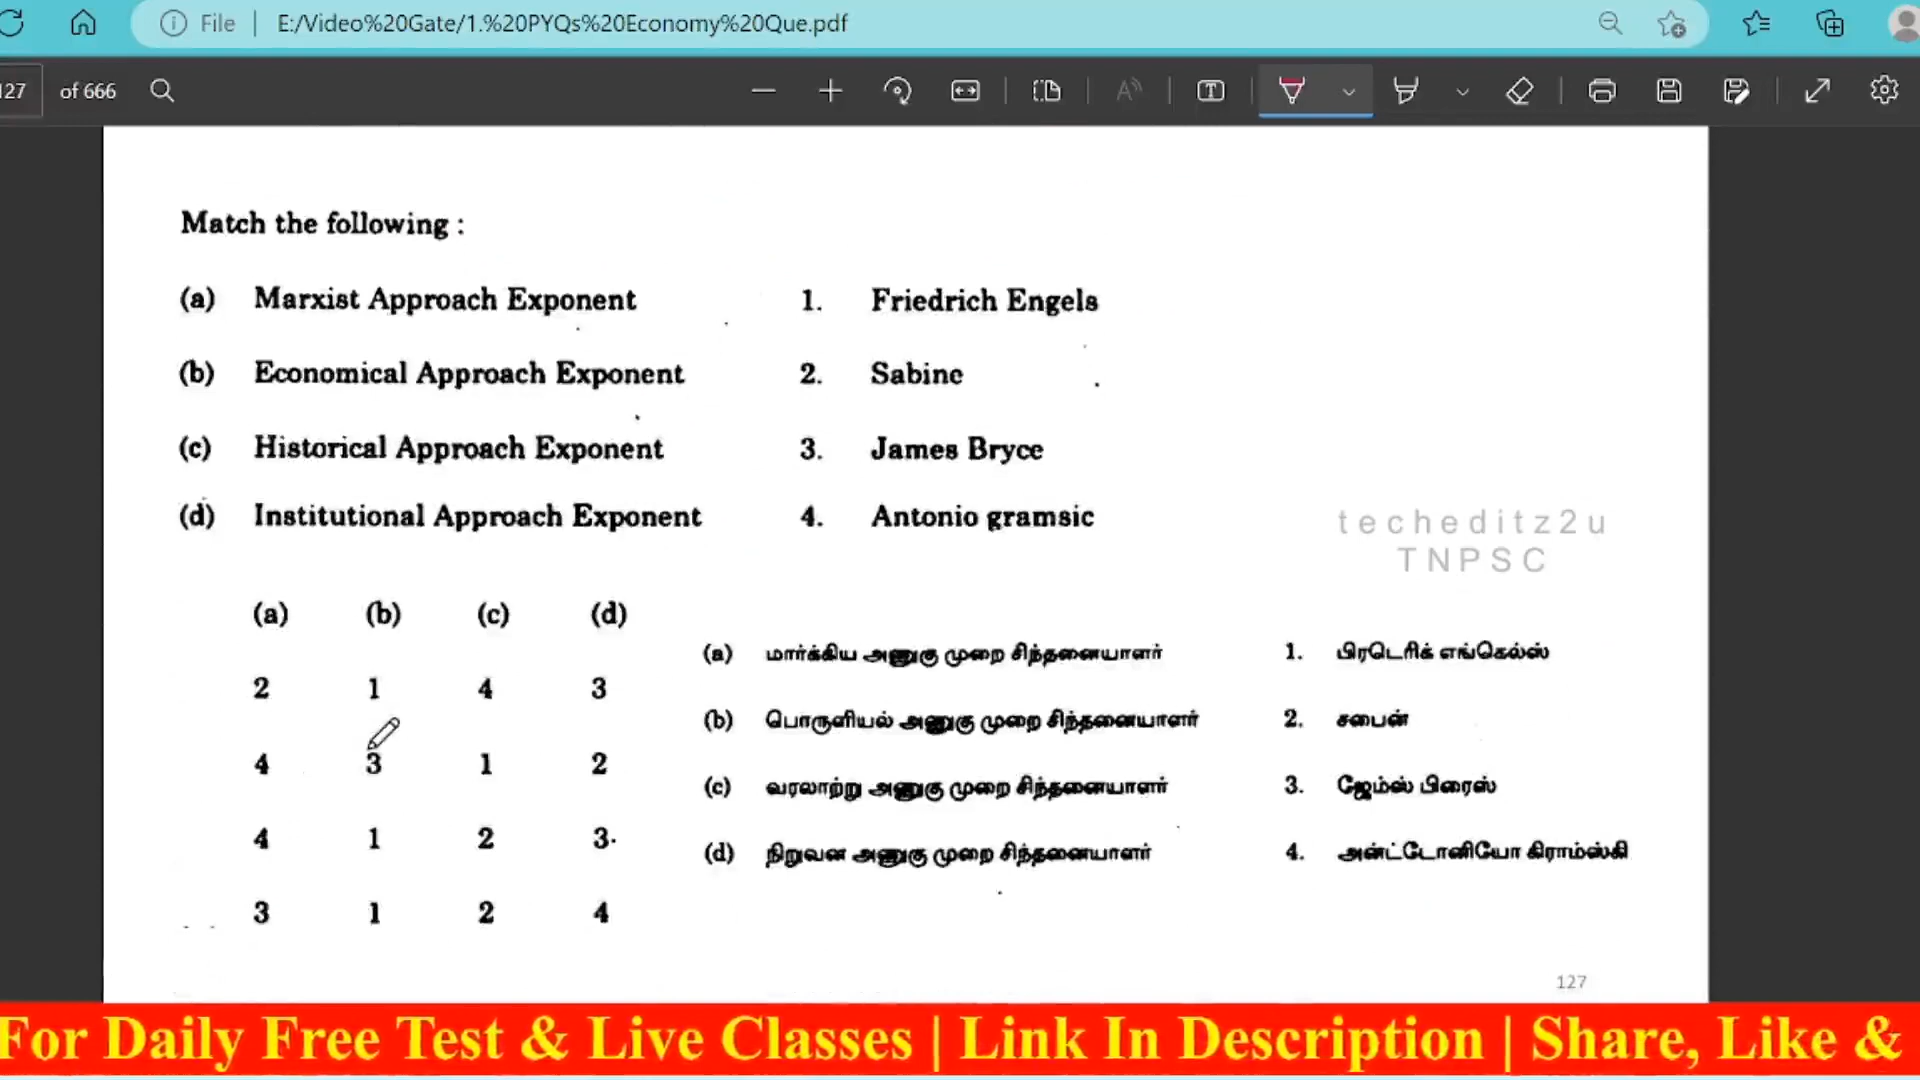 File | E:/Video%20Gate/1.%20PYQs%20Economy%20Que.pdf
127 of 666
Match the following :
(a) Marxist Approach Exponent 1. Friedrich Engels
(b) Economical Approach Exponent 2. Sabine
(c) Historical Approach Exponent 3. James Bryce
(d) Institutional Approach Exponent 4. Antonio gramsic
techeditz2u
TNPSC
(a) (b) (c) (d)
2 1 4 3
4 3 1 2
4 1 2 3
3 1 2 4
(a) மார்க்கிய அணுகு முறை சிந்தனையாளர் 1. பிரடெரிக் எங்கெல்ஸ்
(b) பொருளியல் அணுகு முறை சிந்தனையாளர் 2. சபைன்
(c) வரலாற்று அணுகு முறை சிந்தனையாளர் 3. ஜேம்ஸ் பிரைஸ்
(d) நிறுவன அணுகு முறை சிந்தனையாளர் 4. அன்ட்டோனியோ கிராம்ஸ்கி
127
For Daily Free Test & Live Classes | Link In Description | Share, Like &